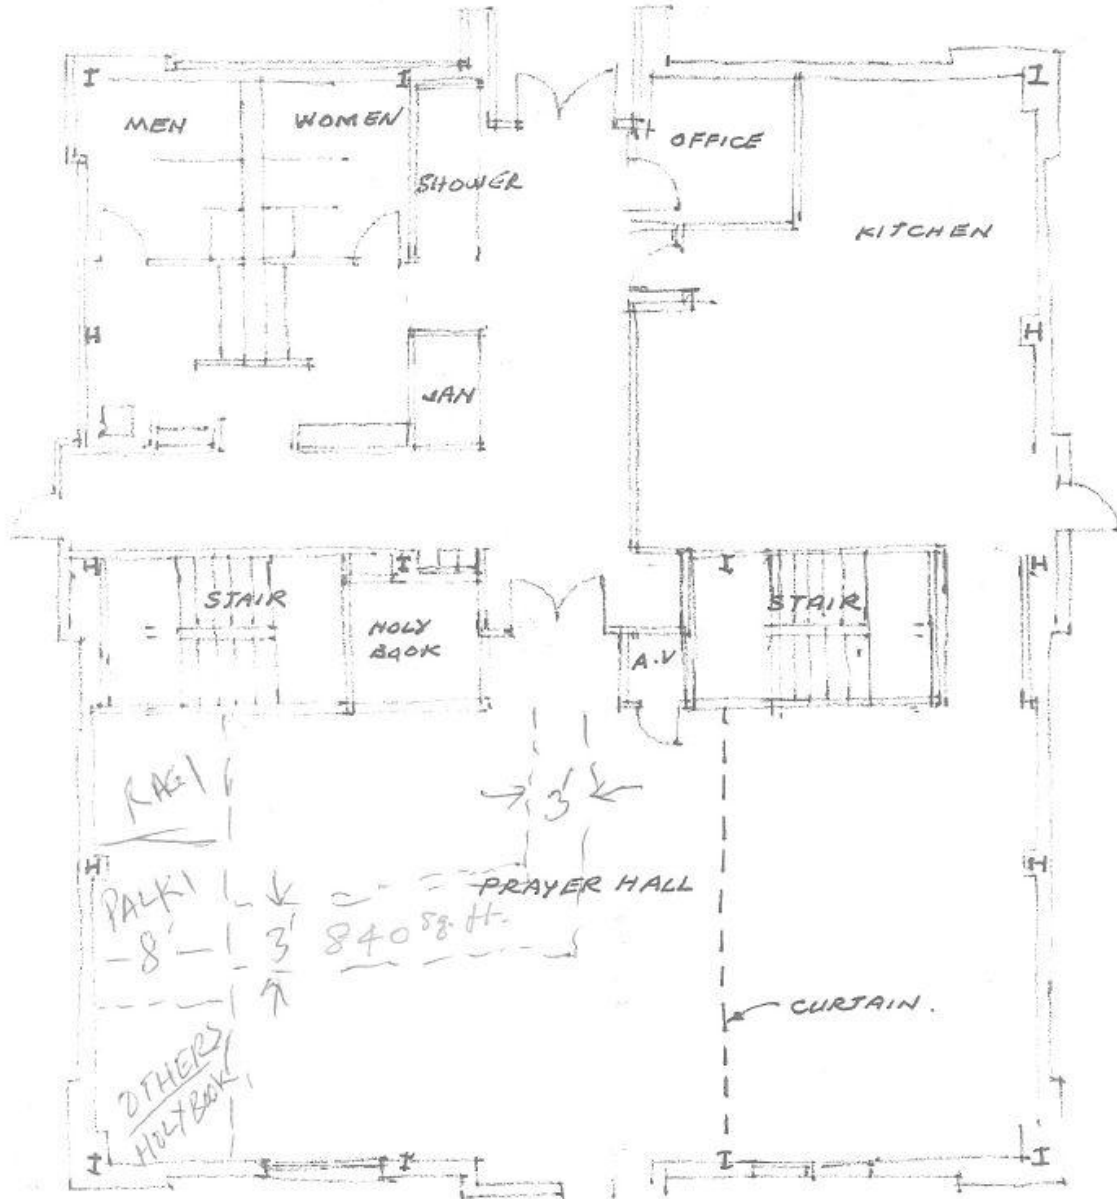 MEN
WOMEN
SHOWER
OFFICE
KITCHEN
JAN
STAIR
HOLY
BOOK
A.V
STAIR
RAGI
3'
PRAYER HALL
PALKI
8'
3'
840 sq. ft.
CURTAIN.
OTHERS
HOLY BOOK